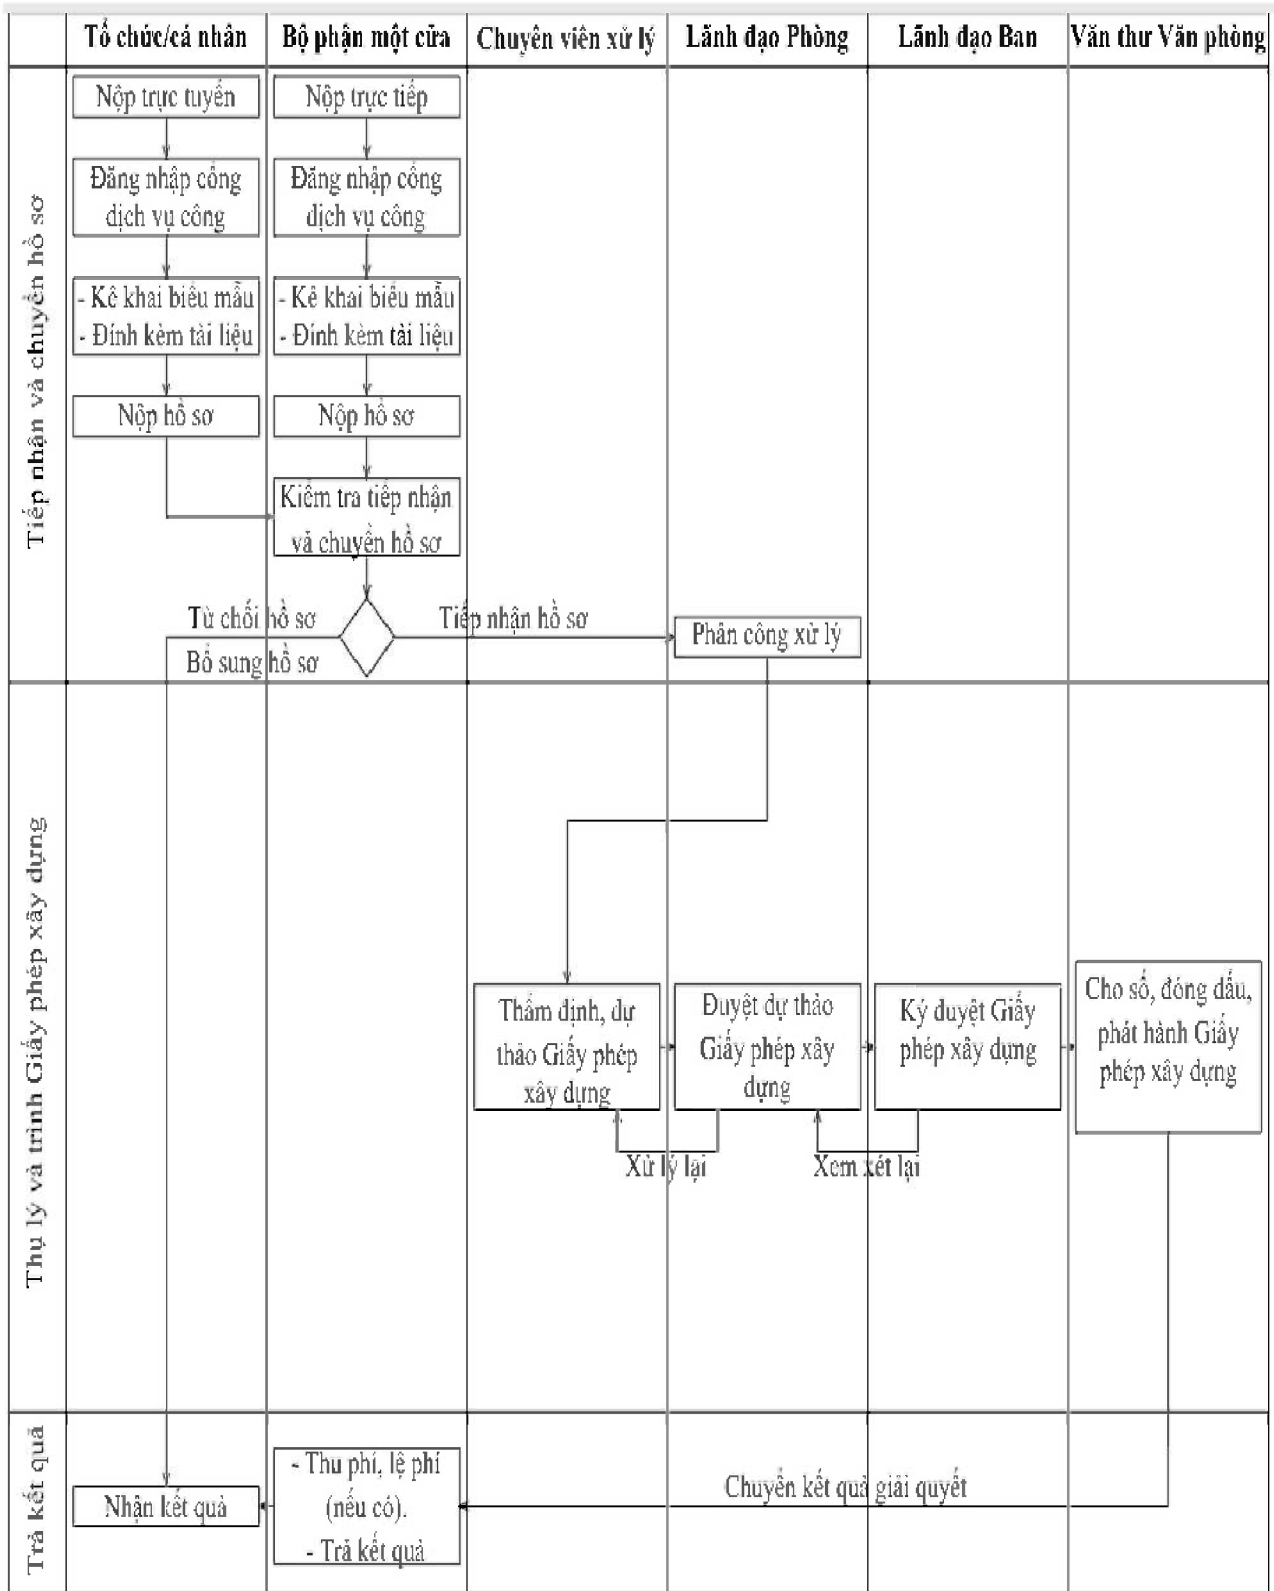 Tổ chức/cá nhân
Bộ phận một cửa
Chuyên viên xử lý
Lãnh đạo Phòng
Lãnh đạo Ban
Văn thư Văn phòng
Tiếp nhận và chuyển hồ sơ
Nộp trực tuyến
Nộp trực tiếp
Đăng nhập cổng
dịch vụ công
Đăng nhập cổng
dịch vụ công
- Kê khai biểu mẫu
- Đính kèm tài liệu
- Kê khai biểu mẫu
- Đính kèm tài liệu
Nộp hồ sơ
Nộp hồ sơ
Kiểm tra tiếp nhận
và chuyển hồ sơ
Từ chối hồ sơ
Bổ sung hồ sơ
Tiếp nhận hồ sơ
Phân công xử lý
Thụ lý và trình Giấy phép xây dựng
Thẩm định, dự
thảo Giấy phép
xây dựng
Duyệt dự thảo
Giấy phép xây
dựng
Ký duyệt Giấy
phép xây dựng
Cho số, đóng dấu,
phát hành Giấy
phép xây dựng
Xử lý lại
Xem xét lại
Trả kết quả
Nhận kết quả
- Thu phí, lệ phí
(nếu có).
- Trả kết quả
Chuyển kết quả giải quyết